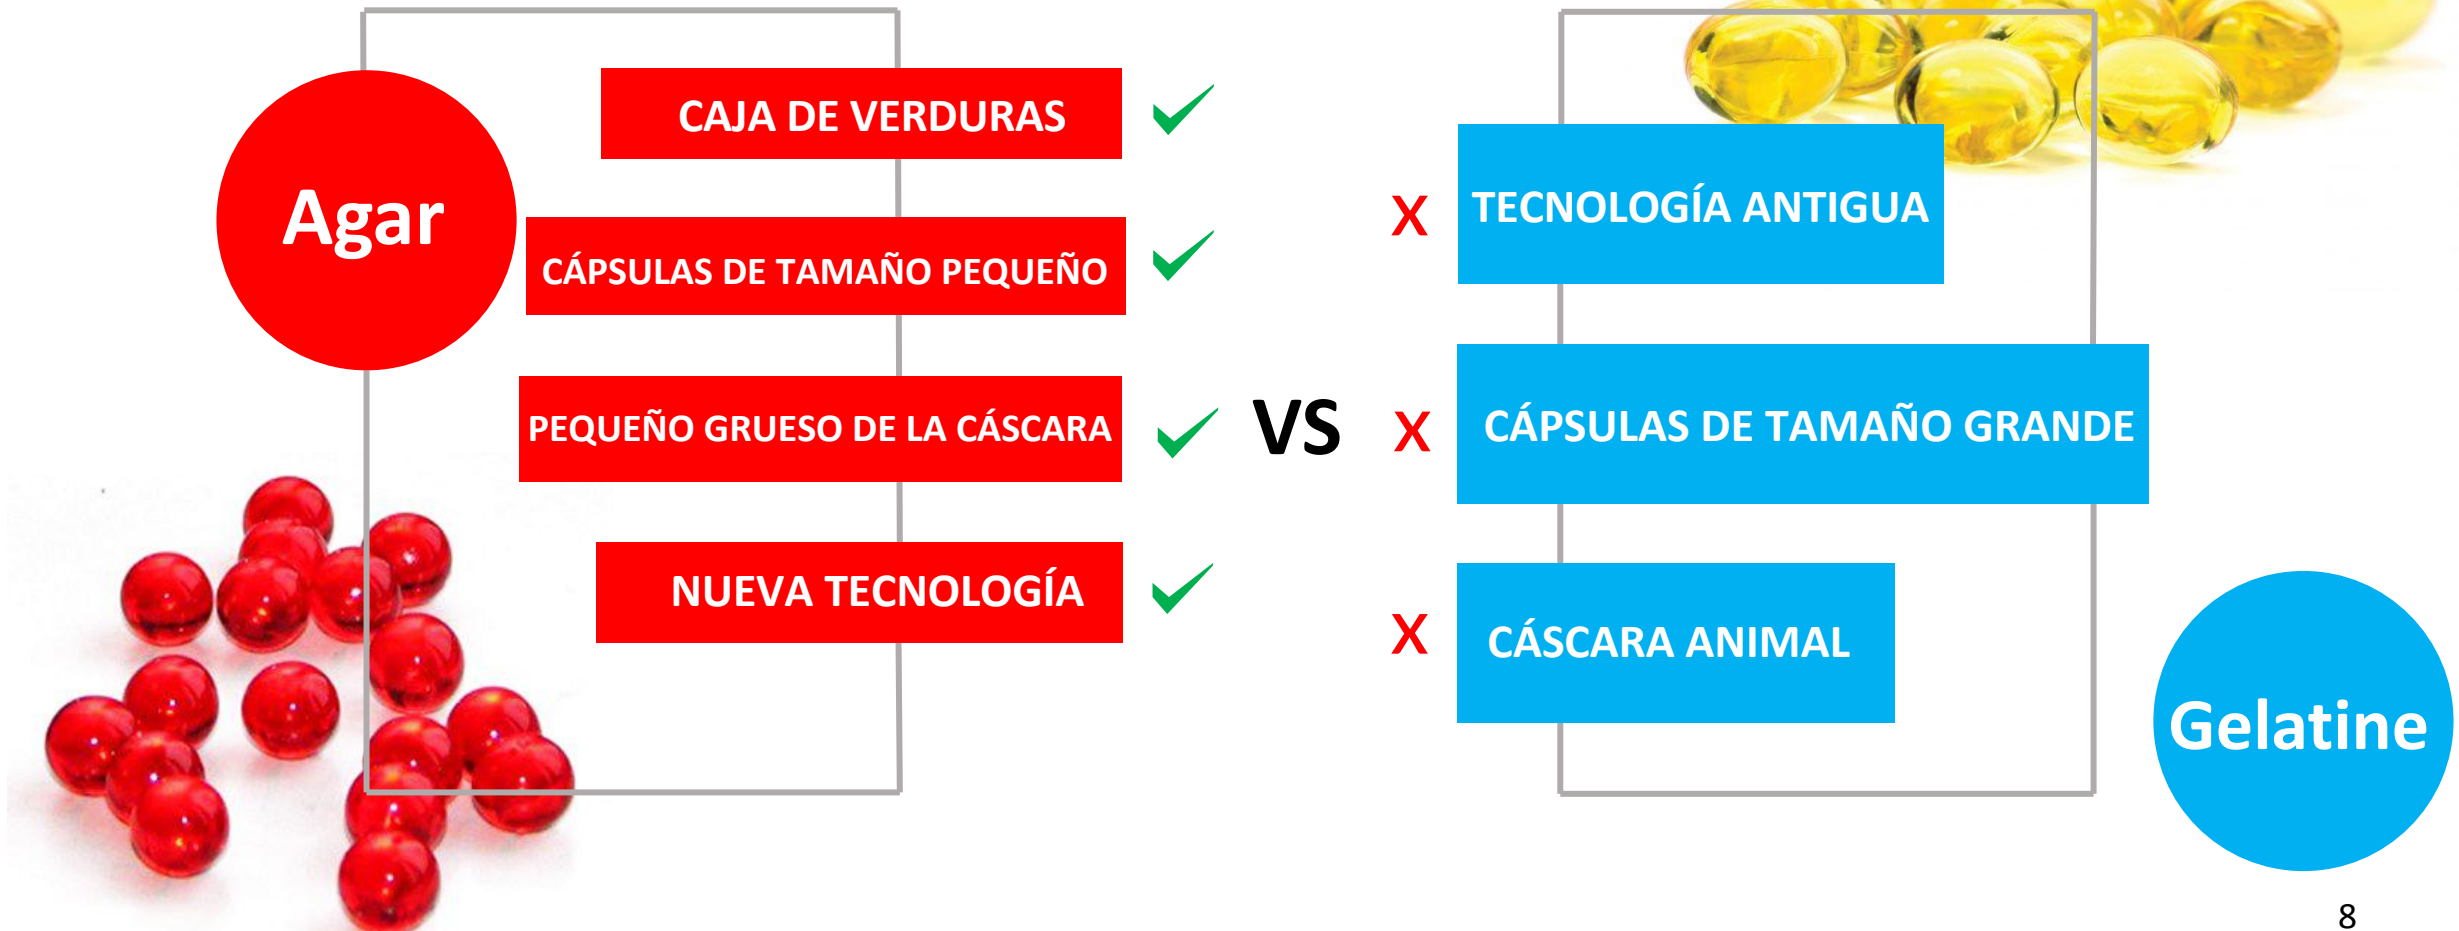 Agar
CAJA DE VERDURAS
CÁPSULAS DE TAMAÑO PEQUEÑO
PEQUEÑO GRUESO DE LA CÁSCARA
NUEVA TECNOLOGÍA
VS
X
TECNOLOGÍA ANTIGUA
X
CÁPSULAS DE TAMAÑO GRANDE
X
CÁSCARA ANIMAL
Gelatine
8